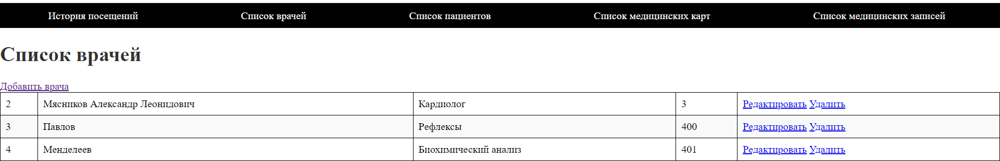 История посещений Список врачей Список пациентов Список медицинских карт Список медицинских записей
Список врачей
Добавить врача
2 Мясников Александр Леонидович Кардиолог 3 Редактировать Удалить
3 Павлов Рефлексы 400 Редактировать Удалить
4 Менделеев Биохимический анализ 401 Редактировать Удалить